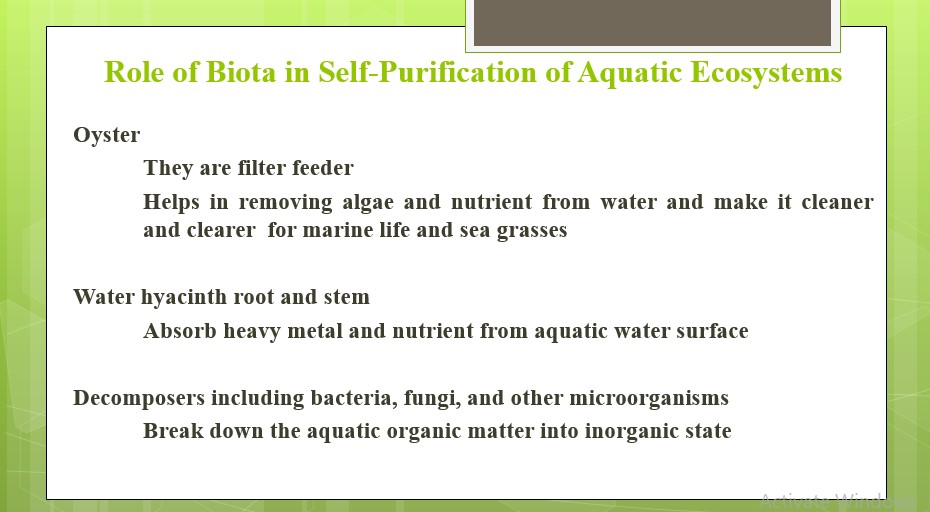 Role of Biota in Self-Purification of Aquatic Ecosystems
Oyster
They are filter feeder
Helps in removing algae and nutrient from water and make it cleaner
and clearer for marine life and sea grasses
Water hyacinth root and stem
Absorb heavy metal and nutrient from aquatic water surface
Decomposers including bacteria, fungi, and other microorganisms
Break down the aquatic organic matter into inorganic state
Activate Windows